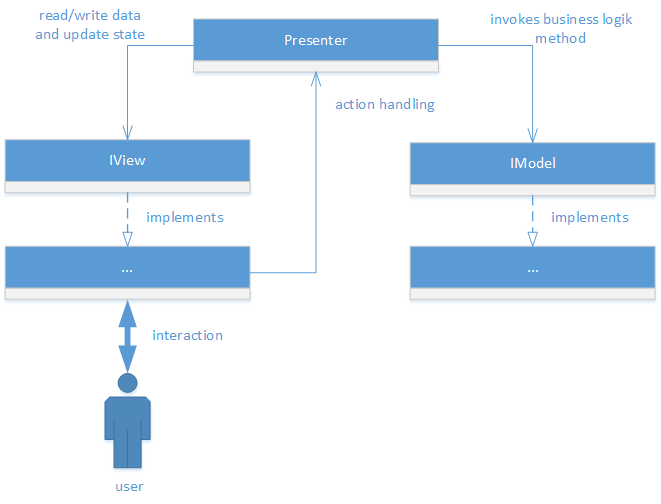 read/write data
and update state
Presenter
invokes business logik
method
action handling
IView
IModel
implements
implements
...
...
interaction
user